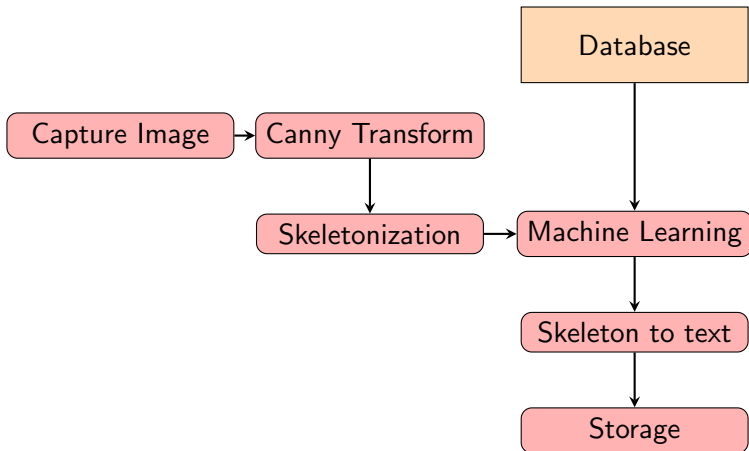 Database
Capture Image
Canny Transform
Skeletonization
Machine Learning
Skeleton to text
Storage